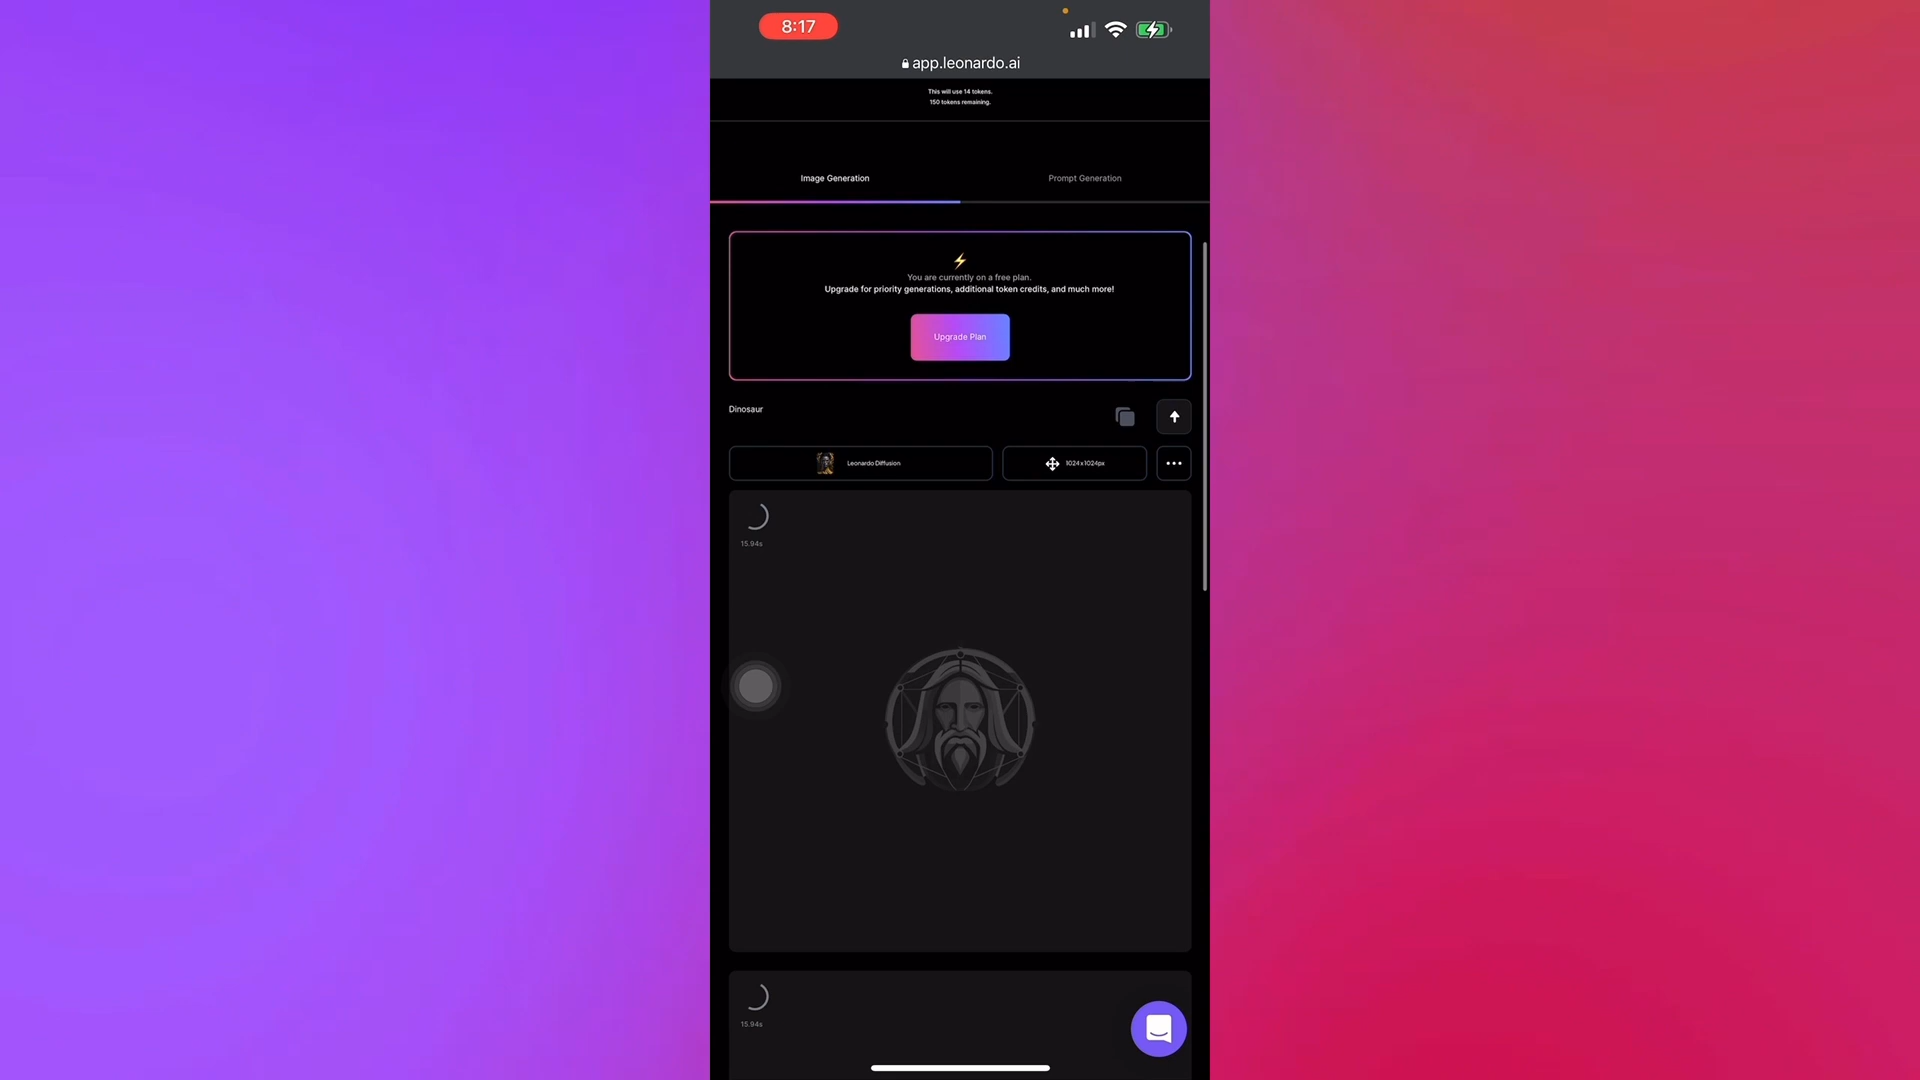 8:17
app.leonardo.ai
This will use 14 tokens.
150 tokens remaining.
Image Generation
Prompt Generation
You are currently on a free plan.
Upgrade for priority generations, additional token credits, and much more!
Upgrade Plan
Dinosaur
Leonardo Diffusion
1024x1024px
15.94s
15.94s